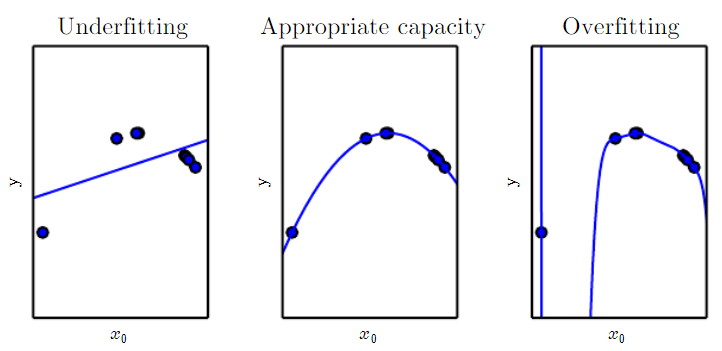 Underfitting
Appropriate capacity
Overfitting
y
y
y
x₀
x₀
x₀